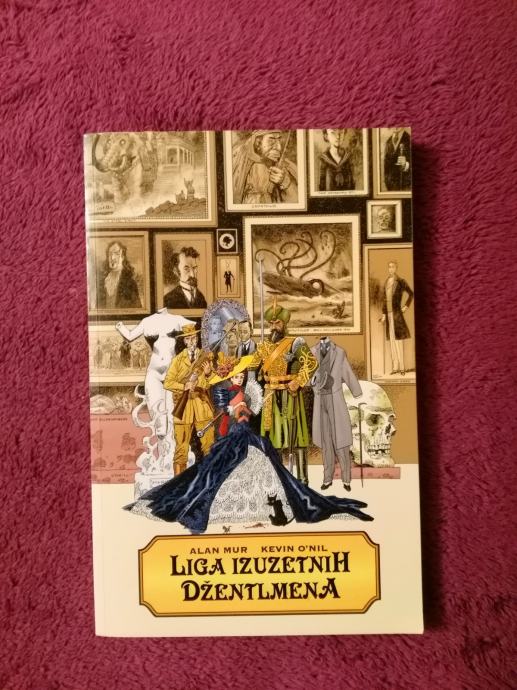 ALAN MUR KEVIN O'NIL
LIGA IZUZETNIH
DŽENTLMENA